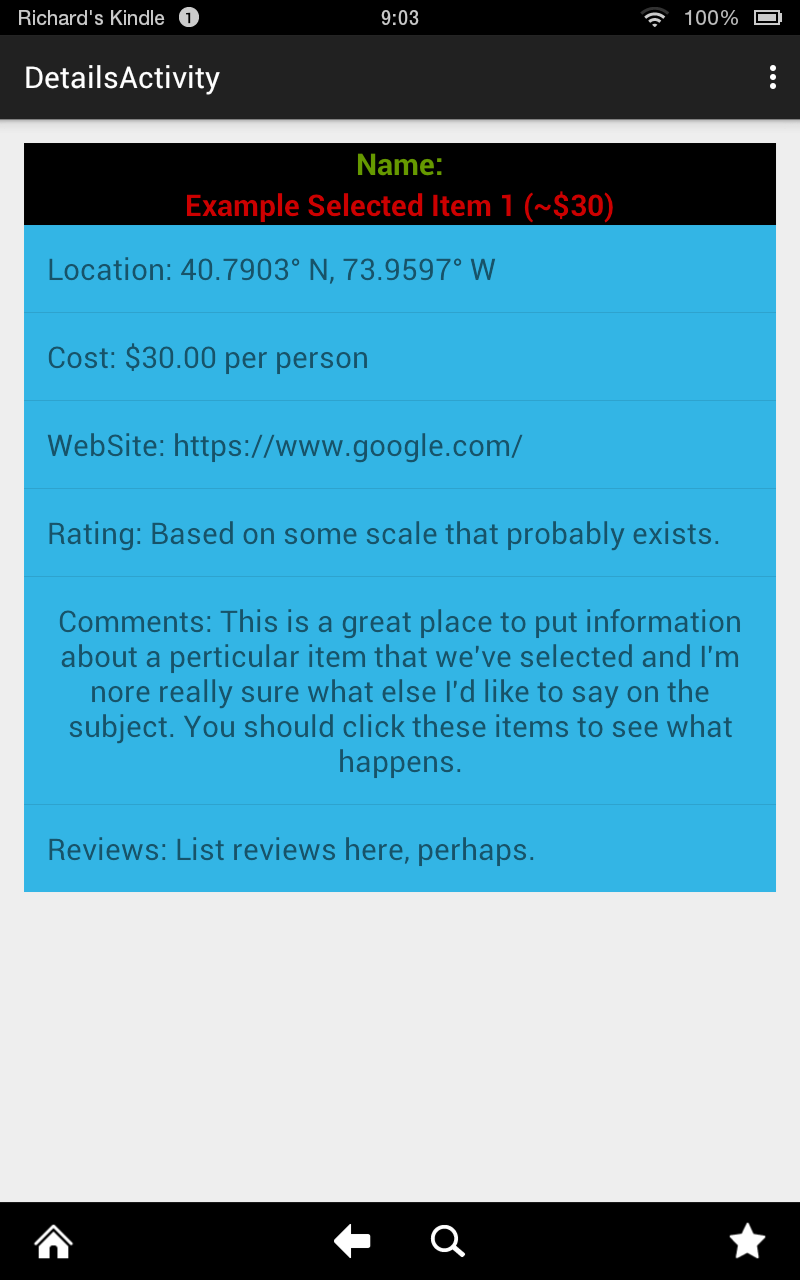 Richard's Kindle 1 9:03 100%
DetailsActivity
Name:
Example Selected Item 1 (~$30)
Location: 40.7903° N, 73.9597° W
Cost: $30.00 per person
WebSite: https://www.google.com/
Rating: Based on some scale that probably exists.
Comments: This is a great place to put information
about a perticular item that we've selected and I'm
nore really sure what else I'd like to say on the
subject. You should click these items to see what
happens.
Reviews: List reviews here, perhaps.